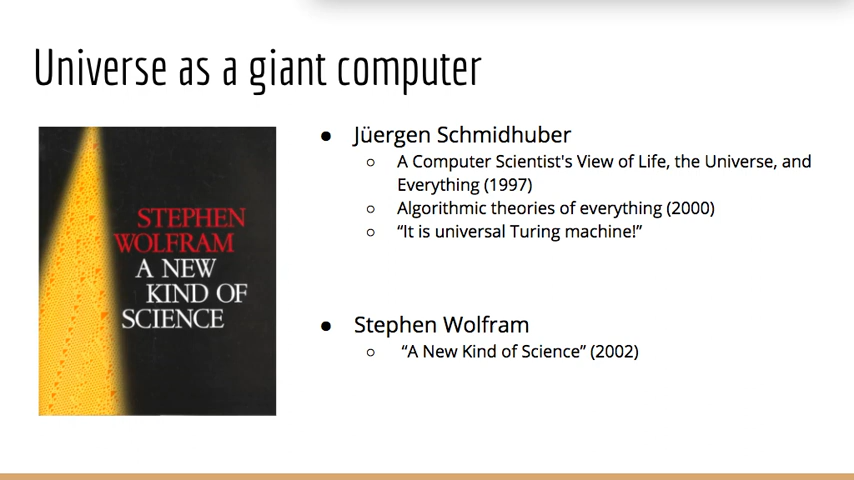 Universe as a giant computer
STEPHEN
WOLFRAM
A NEW
KIND OF
SCIENCE
● Jüergen Schmidhuber
○ A Computer Scientist's View of Life, the Universe, and
Everything (1997)
○ Algorithmic theories of everything (2000)
○ “It is universal Turing machine!”
● Stephen Wolfram
○ “A New Kind of Science” (2002)